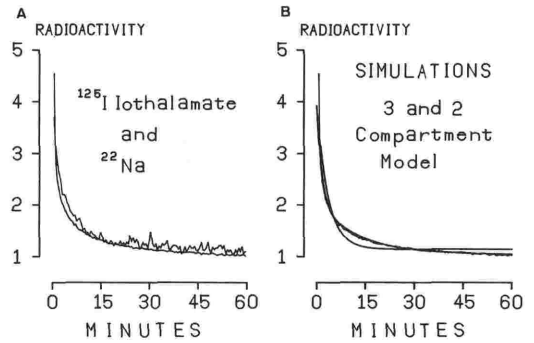 A
RADIOACTIVITY
5
4
3
2
1
¹²⁵I Iothalamate
and
²²Na
0 15 30 45 60
MINUTES
B
RADIOACTIVITY
5
4
3
2
1
SIMULATIONS
3 and 2
Compartment
Model
0 15 30 45 60
MINUTES